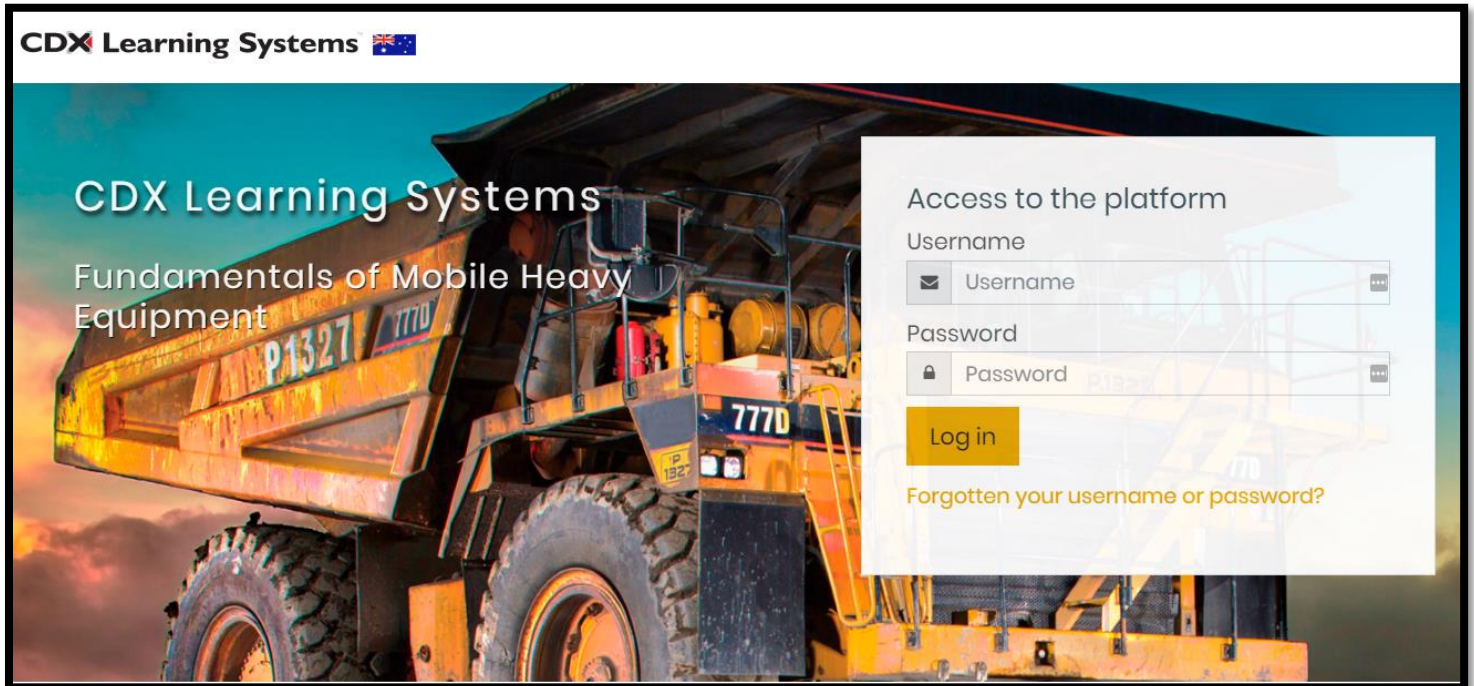 CDX Learning Systems
CDX Learning Systems
Fundamentals of Mobile Heavy
Equipment
P1327
777D
777D
P
1327
Access to the platform
Username
Username
Password
Password
Log in
Forgotten your username or password?